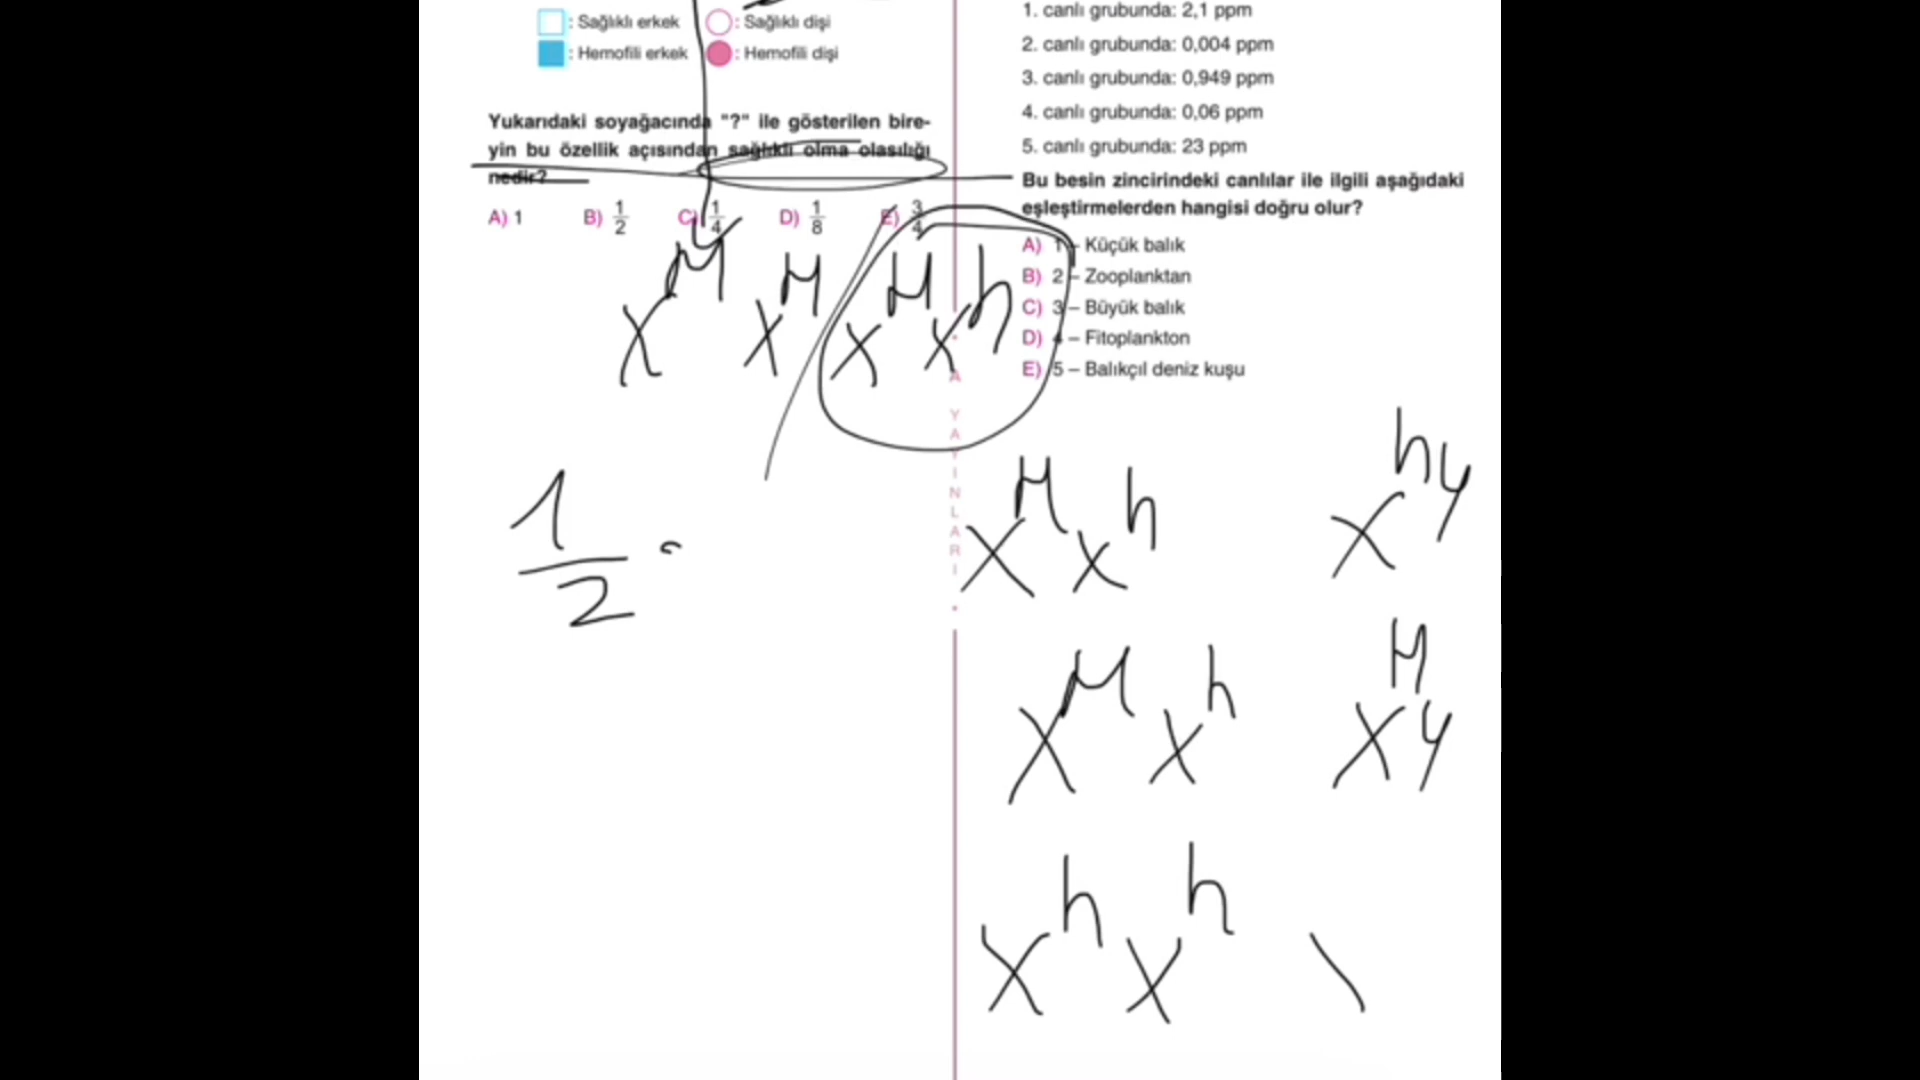 : Sağlıklı erkek : Sağlıklı dişi
: Hemofili erkek : Hemofili dişi
Yukarıdaki soyağacında "?" ile gösterilen bire-
yin bu özellik açısından sağlıklı olma olasılığı
nedir?
A) 1 B) 1/2 C) 1/4 D) 1/8 E) 3/4
X^H X^H X^H X^h
1/2
1. canlı grubunda: 2,1 ppm
2. canlı grubunda: 0,004 ppm
3. canlı grubunda: 0,949 ppm
4. canlı grubunda: 0,06 ppm
5. canlı grubunda: 23 ppm
Bu besin zincirindeki canlılar ile ilgili aşağıdaki
eşleştirmelerden hangisi doğru olur?
A) 1 – Küçük balık
B) 2 – Zooplanktan
C) 3 – Büyük balık
D) 4 – Fitoplankton
E) 5 – Balıkçıl deniz kuşu
A YAYINLARI
X^H X^h X^h y
X^H X^h X^H y
X^h X^h